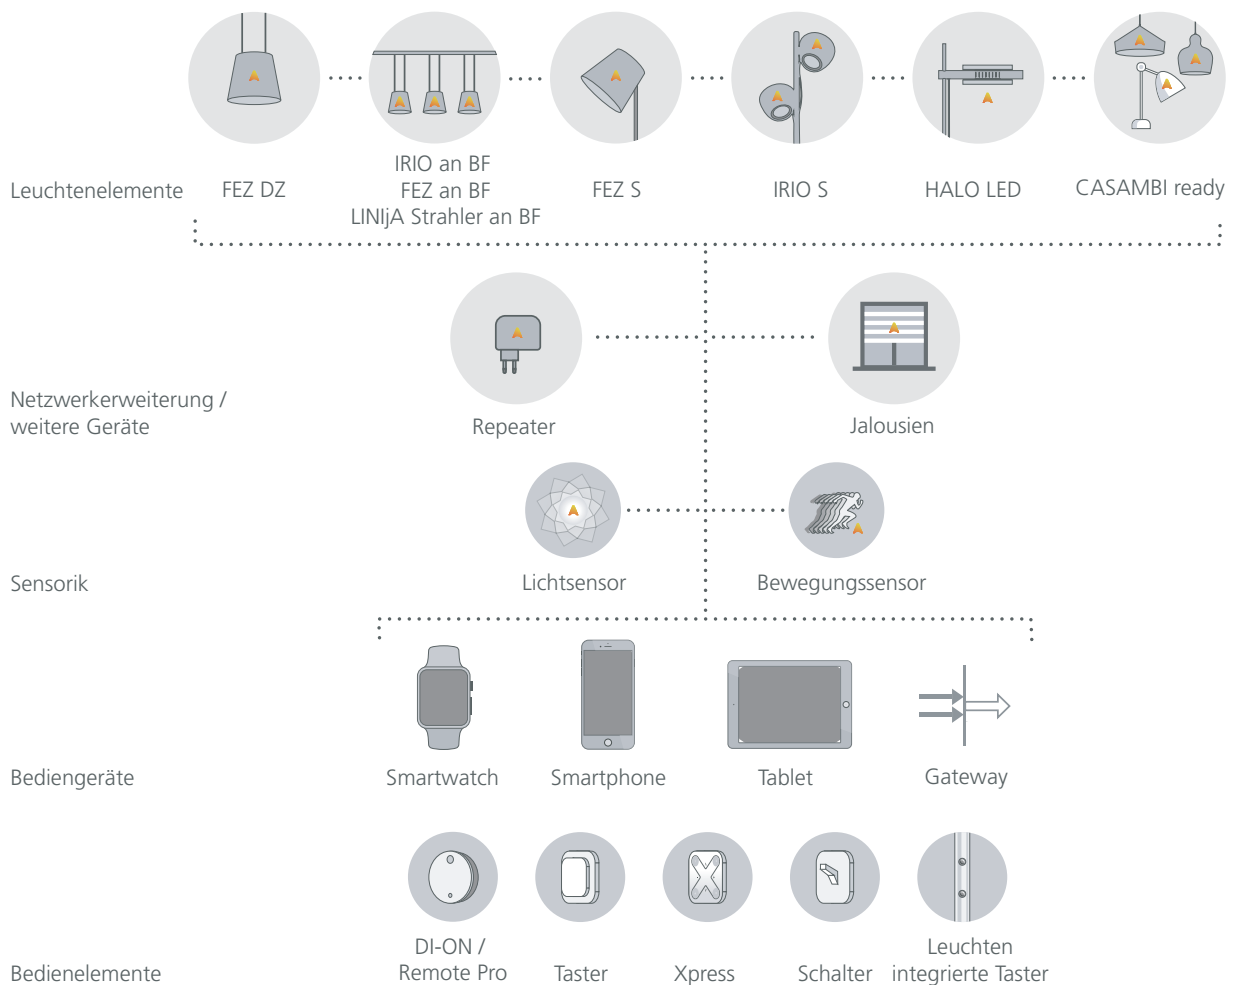 IRIO an BF
Leuchtenelemente FEZ DZ FEZ an BF FEZ S IRIO S HALO LED CASAMBI ready
LINIjA Strahler an BF
Netzwerkerweiterung /
weitere Geräte
Repeater Jalousien
Sensorik Lichtsensor Bewegungssensor
Bediengeräte Smartwatch Smartphone Tablet Gateway
Bedienelemente
DI-ON /
Remote Pro
Taster Xpress Schalter
Leuchten
integrierte Taster